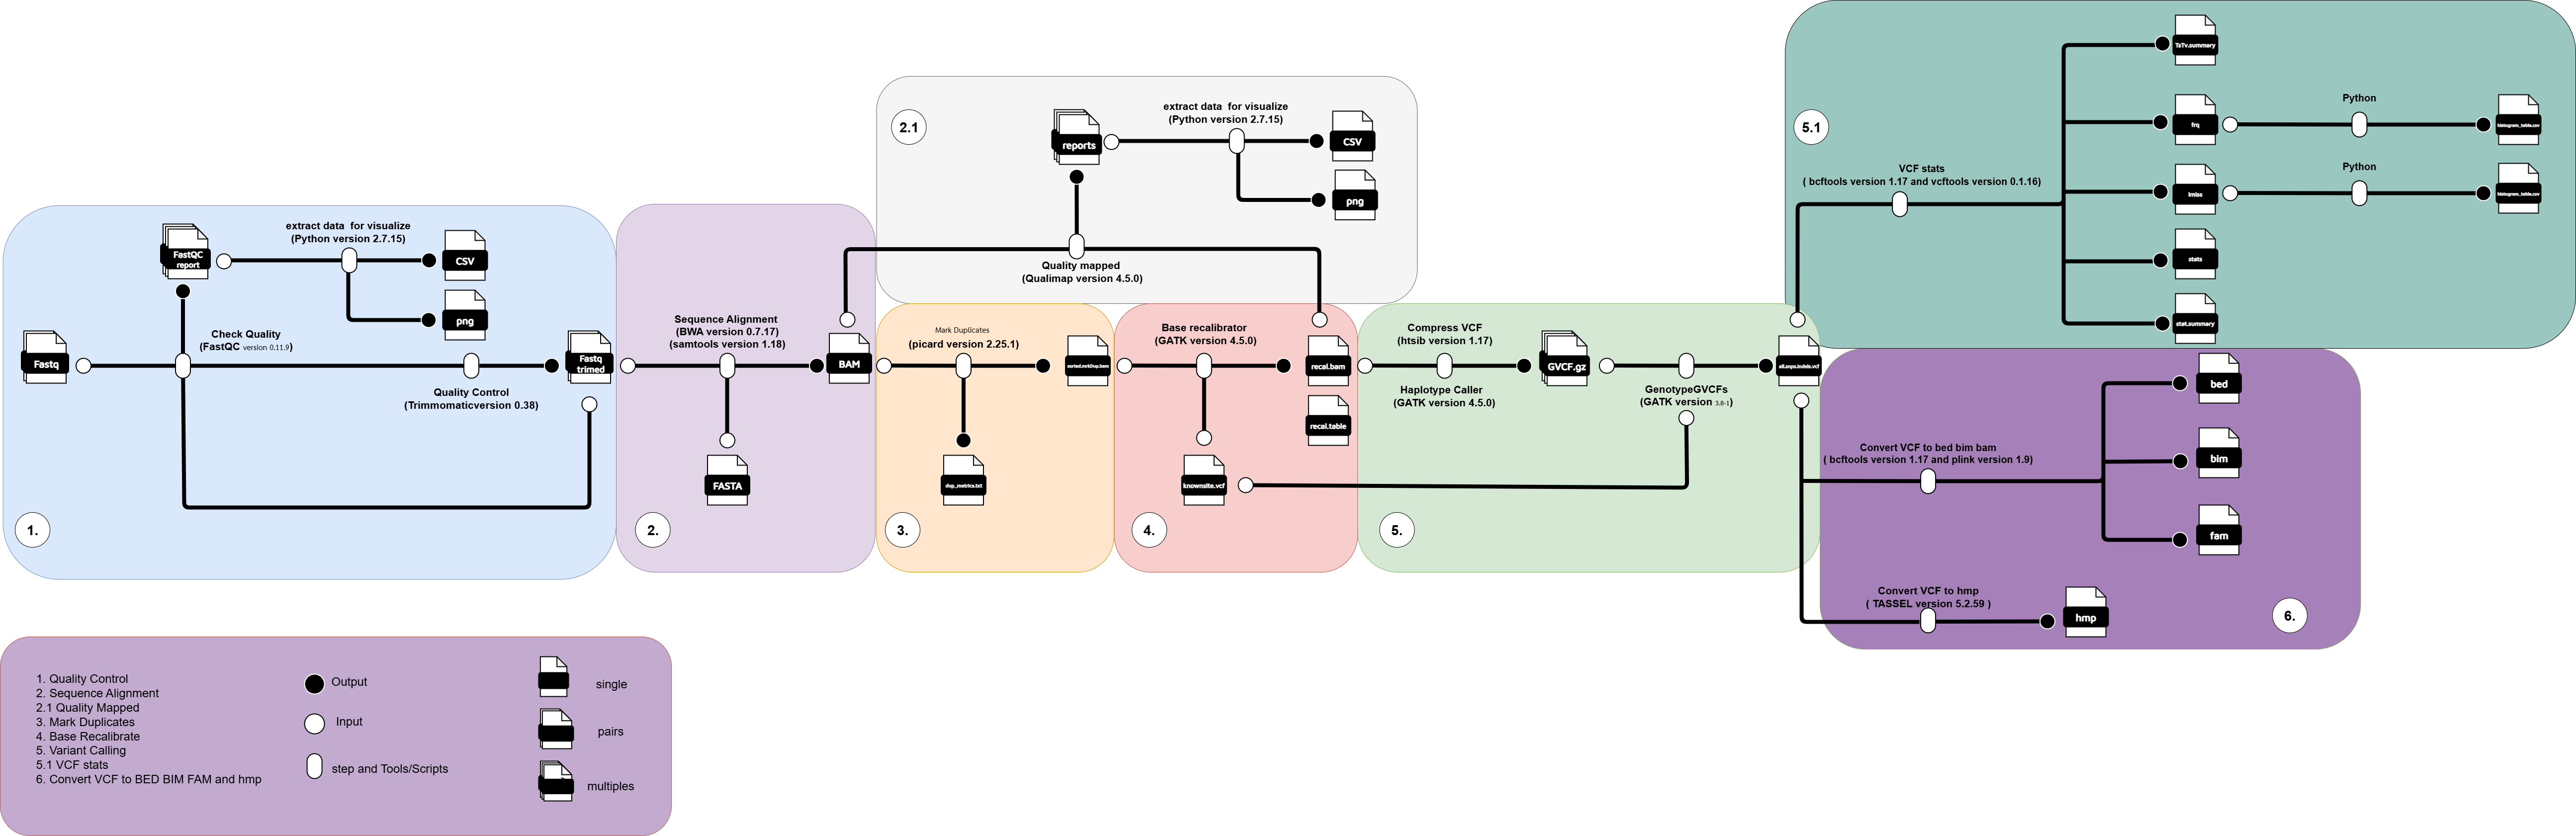 FastQC
report
extract data  for visualize
(Python version 2.7.15)
CSV
png
Fastq
Check Quality
(FastQC version 0.11.9)
Quality Control
(Trimmomaticversion 0.38)
Fastq
trimed
1.
Sequence Alignment
(BWA version 0.7.17)
(samtools version 1.18)
BAM
FASTA
2.
2.1
reports
extract data  for visualize
(Python version 2.7.15)
CSV
png
Quality mapped
(Qualimap version 4.5.0)
Mark Duplicates
(picard version 2.25.1)
sorted.mrkDup.bam
dup_metrics.txt
3.
Base recalibrator
(GATK version 4.5.0)
recal.bam
recal.table
knownsite.vcf
4.
Compress VCF
(htsib version 1.17)
Haplotype Caller
(GATK version 4.5.0)
GVCF.gz
GenotypeGVCFs
(GATK version 3.8-1)
all.snps.indels.vcf
5.
5.1
VCF stats
( bcftools version 1.17 and vcftools version 0.1.16)
TsTv.summary
frq
Python
histogram_table.csv
lmiss
Python
histogram_table.csv
stats
stat.summary
Convert VCF to bed bim bam
( bcftools version 1.17 and plink version 1.9)
bed
bim
fam
Convert VCF to hmp
( TASSEL version 5.2.59 )
hmp
6.
1. Quality Control
2. Sequence Alignment
2.1 Quality Mapped
3. Mark Duplicates
4. Base Recalibrate
5. Variant Calling
5.1 VCF stats
6. Convert VCF to BED BIM FAM and hmp
Output
Input
step and Tools/Scripts
single
pairs
multiples